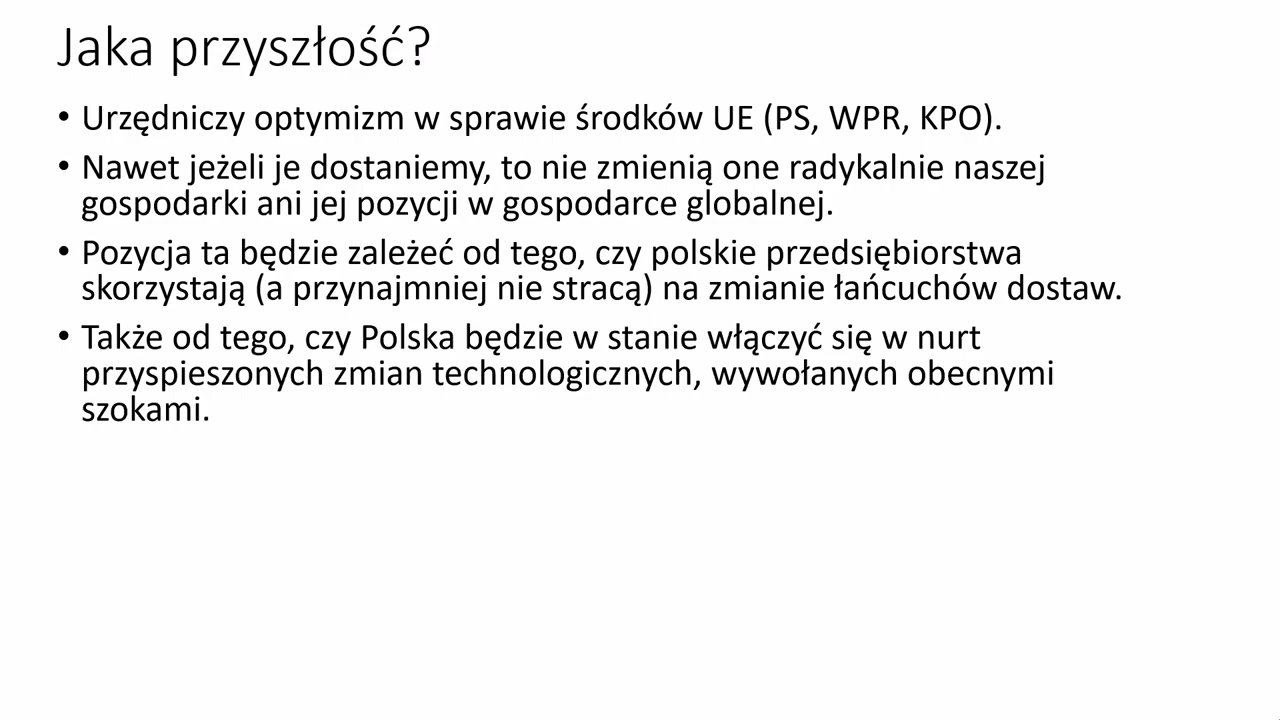 Jaka przyszłość?
• Urzędniczy optymizm w sprawie środków UE (PS, WPR, KPO).
• Nawet jeżeli je dostaniemy, to nie zmienią one radykalnie naszej
gospodarki ani jej pozycji w gospodarce globalnej.
• Pozycja ta będzie zależeć od tego, czy polskie przedsiębiorstwa
skorzystają (a przynajmniej nie stracą) na zmianie łańcuchów dostaw.
• Także od tego, czy Polska będzie w stanie włączyć się w nurt
przyspieszonych zmian technologicznych, wywołanych obecnymi
szokami.